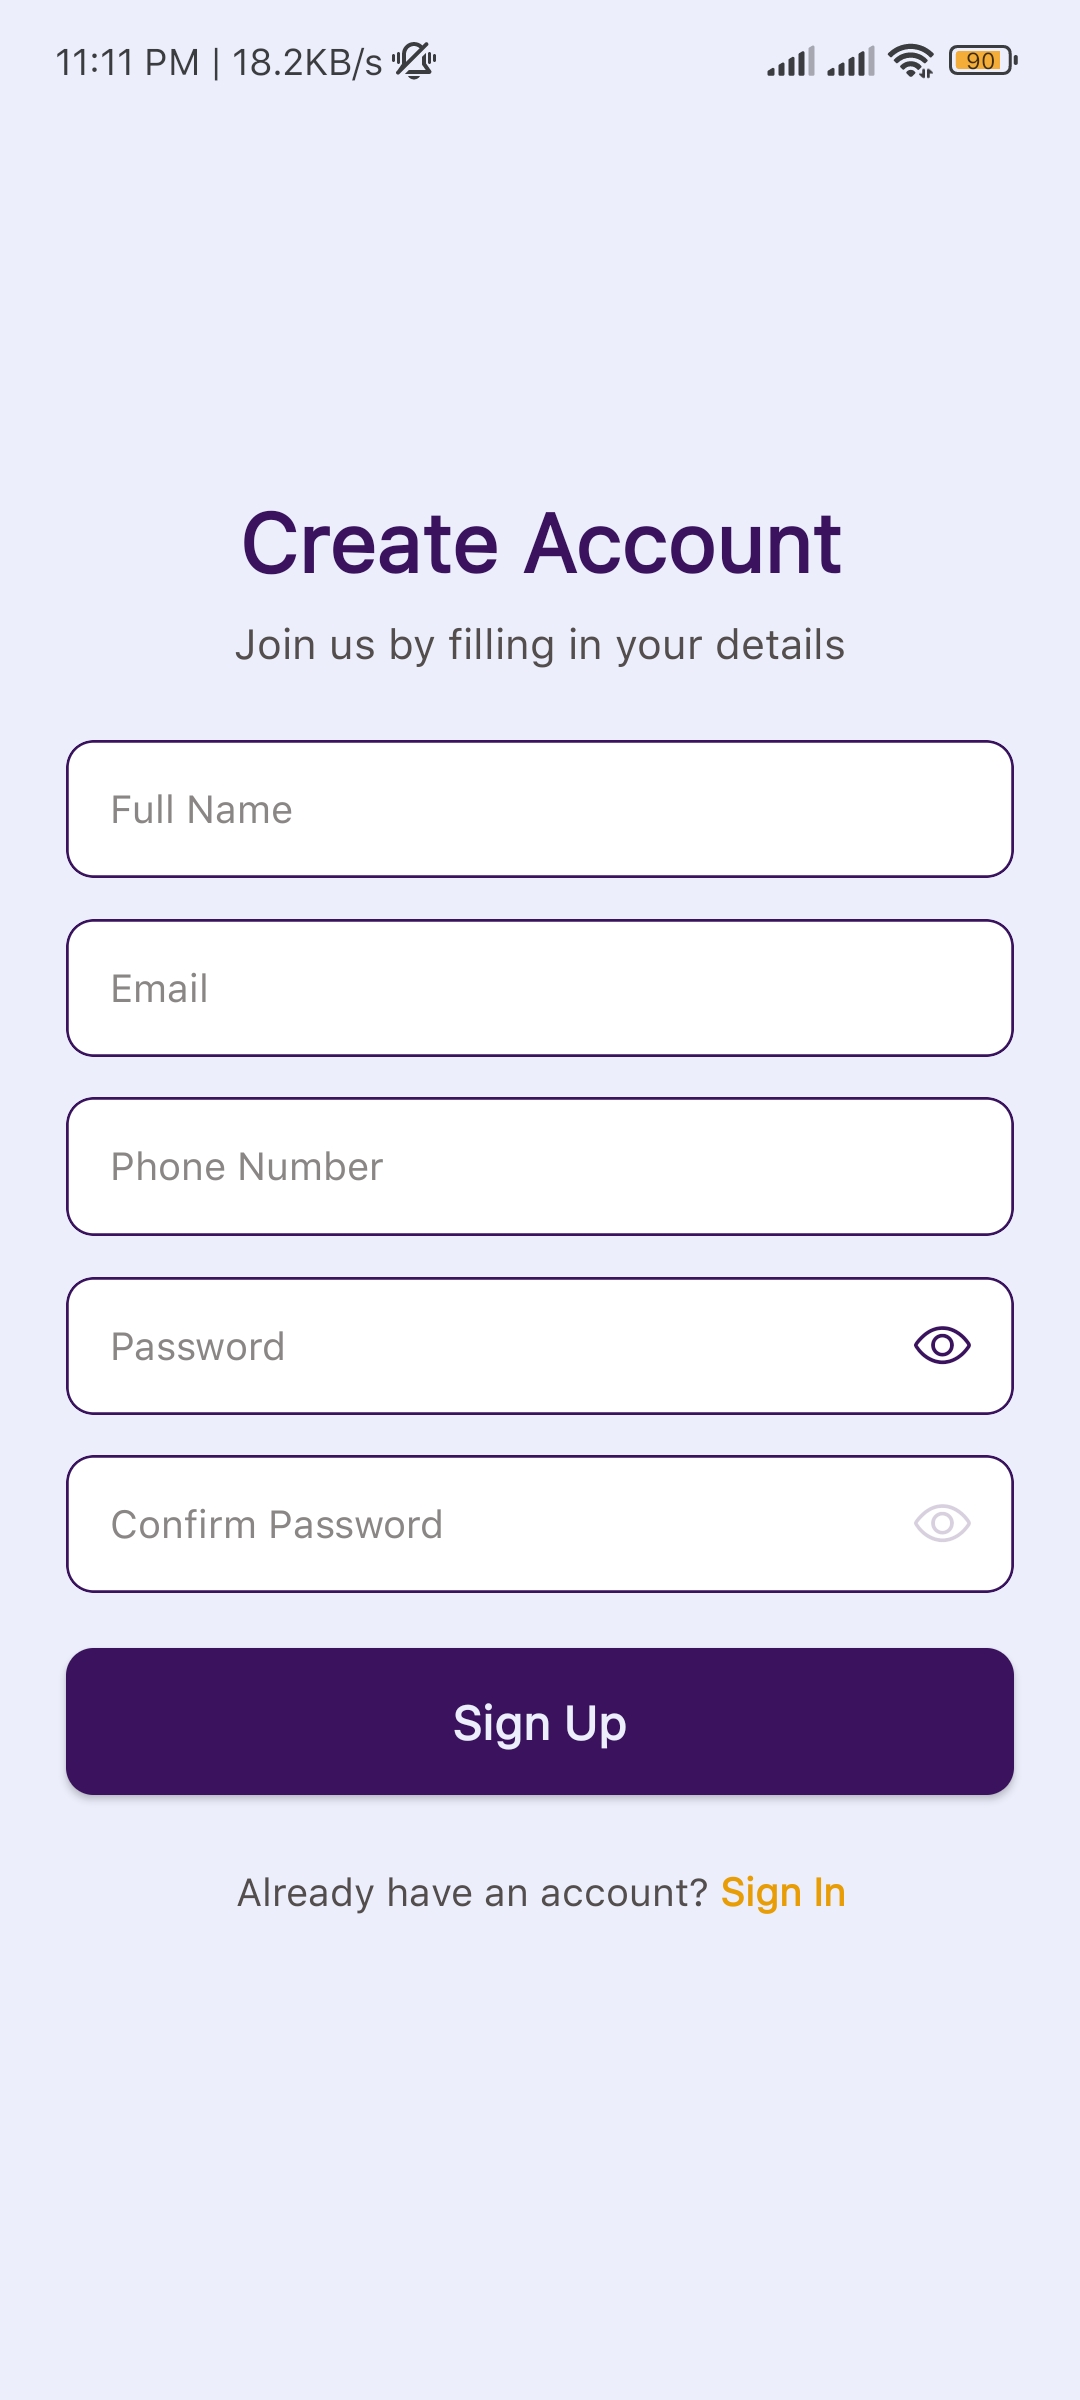 11:11 PM | 18.2KB/s
90
Create Account
Join us by filling in your details
Full Name
Email
Phone Number
Password
Confirm Password
Sign Up
Already have an account? Sign In